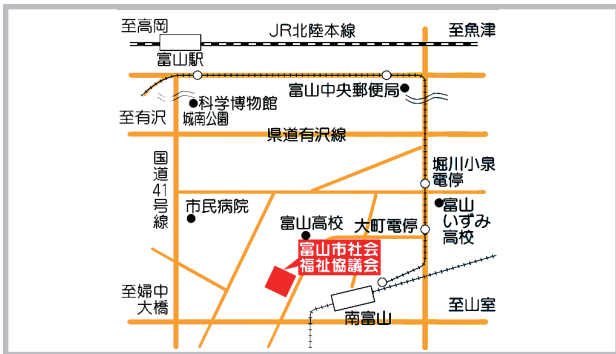 至高岡
JR北陸本線
至魚津
富山駅
富山中央郵便局
科学博物館
城南公園
至有沢
県道有沢線
堀川小泉
電停
国道41号線
市民病院
富山高校
大町電停
富山
いずみ
高校
富山市社会
福祉協議会
至婦中
大橋
南富山
至山室